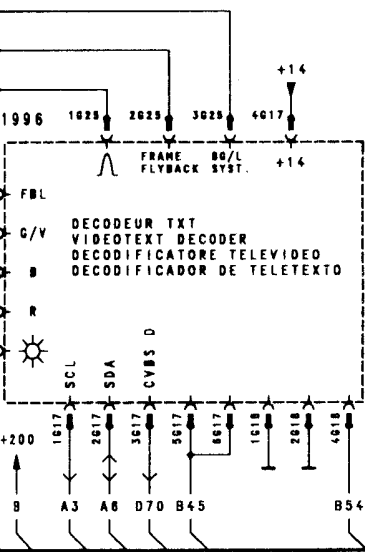 +14
1996 1G25 2G25 3G25 4G17
FRAME BG/L
FLYBACK SYST. +14
FBL
G/V
B
R
DECODEUR TXT
VIDEOTEXT DECODER
DECODIFICATORE TELEVIDEO
DECODIFICADOR DE TELETEXTO
SCL SDA CVBS D
1G17 2G17 3G17 5G17 6G17 1G18 2G18 4G18
+200
B A3 A6 D70 B45 B54